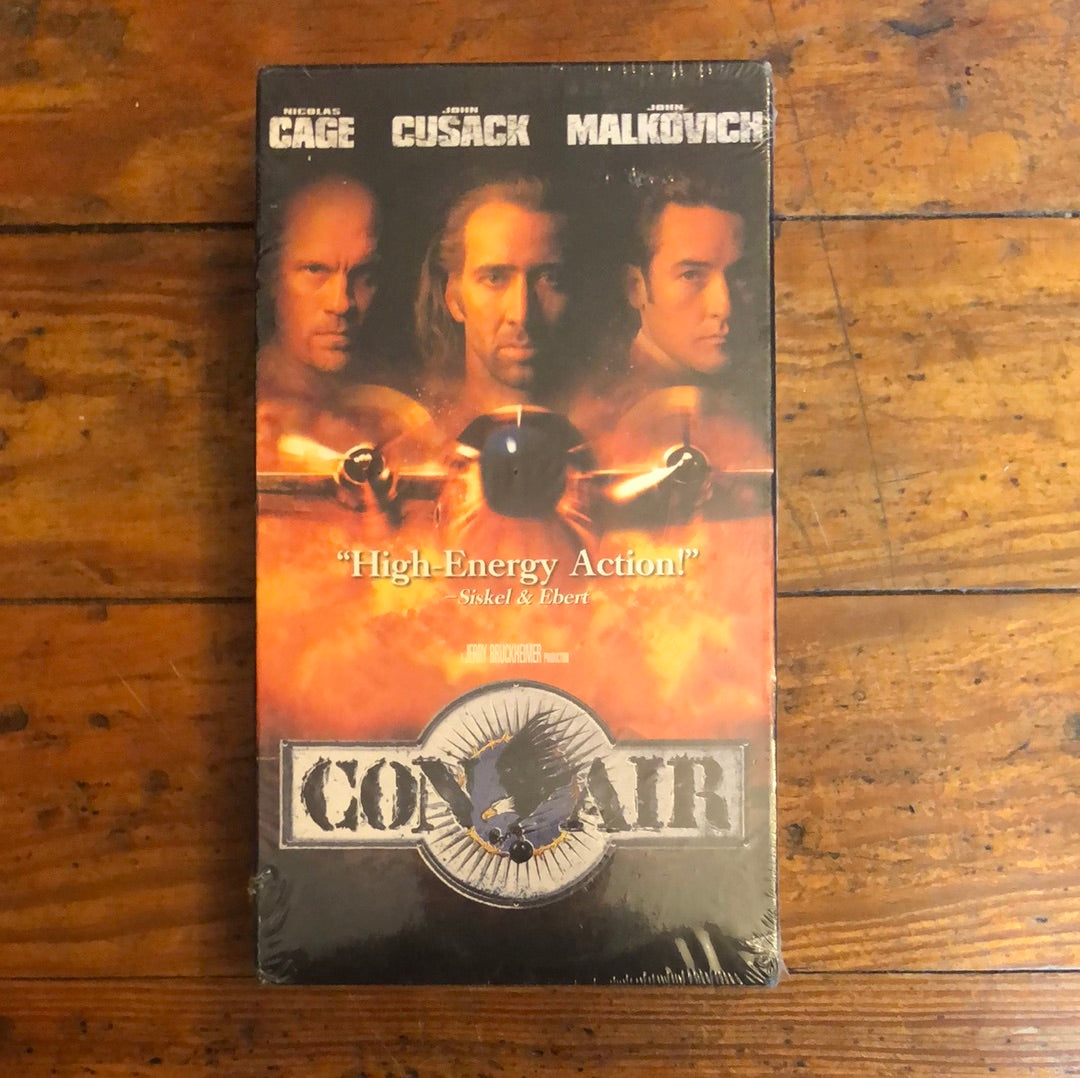 NICOLAS JOHN JOHN
CAGE CUSACK MALKOVICH
“High-Energy Action!”
–Siskel & Ebert
A JERRY BRUCKHEIMER PRODUCTION
CON AIR